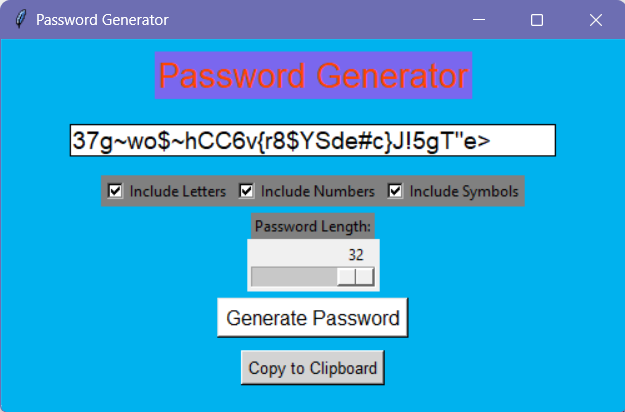 Password Generator
Password Generator
37g~wo$~hCC6v{r8$YSde#c}J!5gT"e>
Include Letters Include Numbers Include Symbols
Password Length:
32
Generate Password
Copy to Clipboard